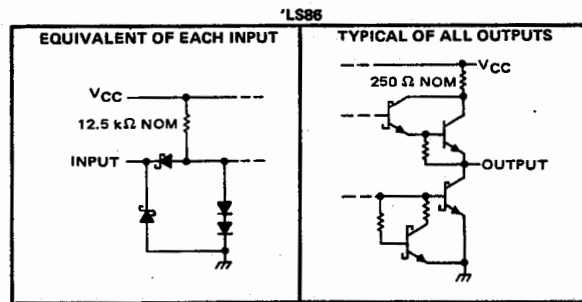 'LS86
EQUIVALENT OF EACH INPUT
TYPICAL OF ALL OUTPUTS
VCC
12.5 kΩ NOM
INPUT
VCC
250 Ω NOM
OUTPUT